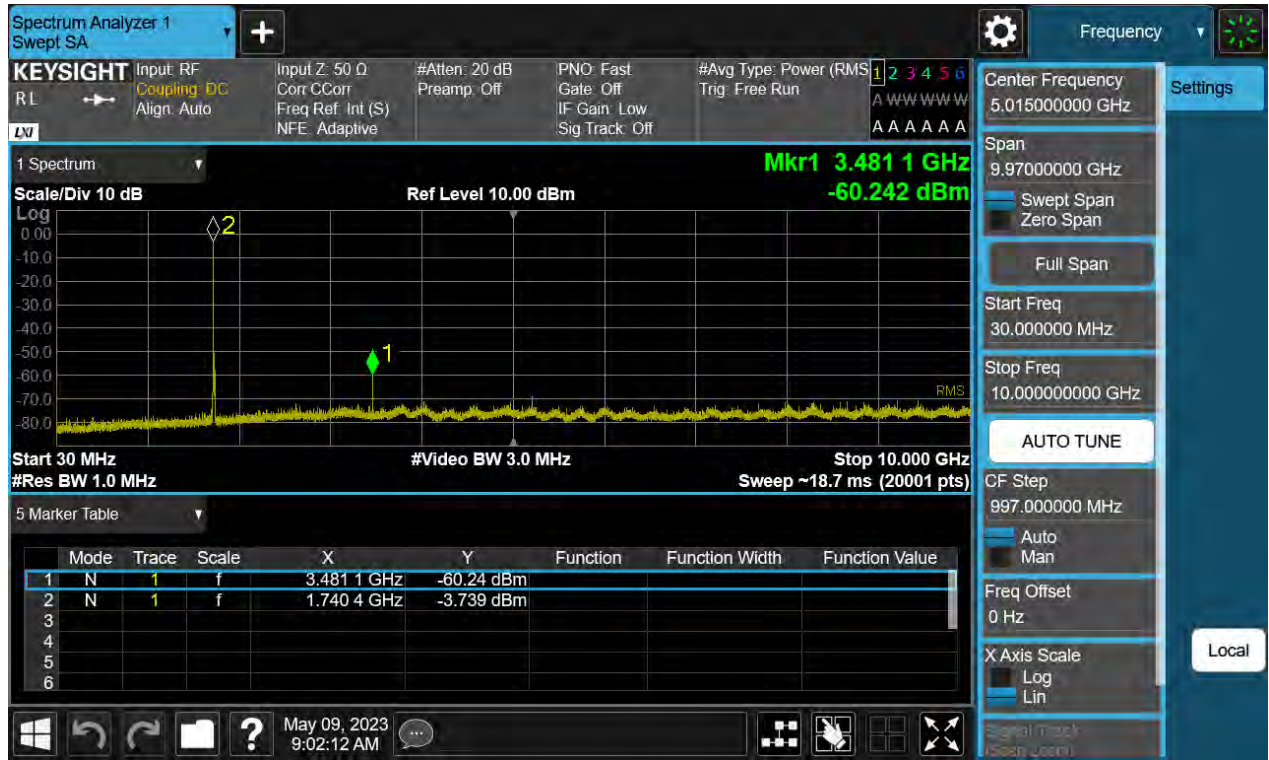 Spectrum Analyzer 1
Swept SA
+
Frequency
KEYSIGHT
RL
LXI
Input: RF
Coupling: DC
Align: Auto
Input Z: 50 Ω
Corr CCorr
Freq Ref: Int (S)
NFE: Adaptive
#Atten: 20 dB
Preamp: Off
PNO: Fast
Gate: Off
IF Gain: Low
Sig Track: Off
#Avg Type: Power (RMS
Trig: Free Run
1 2 3 4 5 6
A W W W W W
A A A A A A
1 Spectrum
Scale/Div 10 dB
Ref Level 10.00 dBm
Mkr1 3.481 1 GHz
-60.242 dBm
Log
0.00
-10.0
-20.0
-30.0
-40.0
-50.0
-60.0
-70.0
-80.0
2
1
RMS
Start 30 MHz
#Video BW 3.0 MHz
Stop 10.000 GHz
#Res BW 1.0 MHz
Sweep ~18.7 ms (20001 pts)
5 Marker Table
Mode Trace Scale X Y Function Function Width Function Value
1 N 1 f 3.481 1 GHz -60.24 dBm
2 N 1 f 1.740 4 GHz -3.739 dBm
3
4
5
6
?
May 09, 2023
9:02:12 AM
Center Frequency
5.015000000 GHz
Span
9.97000000 GHz
Swept Span
Zero Span
Full Span
Start Freq
30.000000 MHz
Stop Freq
10.000000000 GHz
AUTO TUNE
CF Step
997.000000 MHz
Auto
Man
Freq Offset
0 Hz
X Axis Scale
Log
Lin
Signal Track
(Span Zoom)
Settings
Local